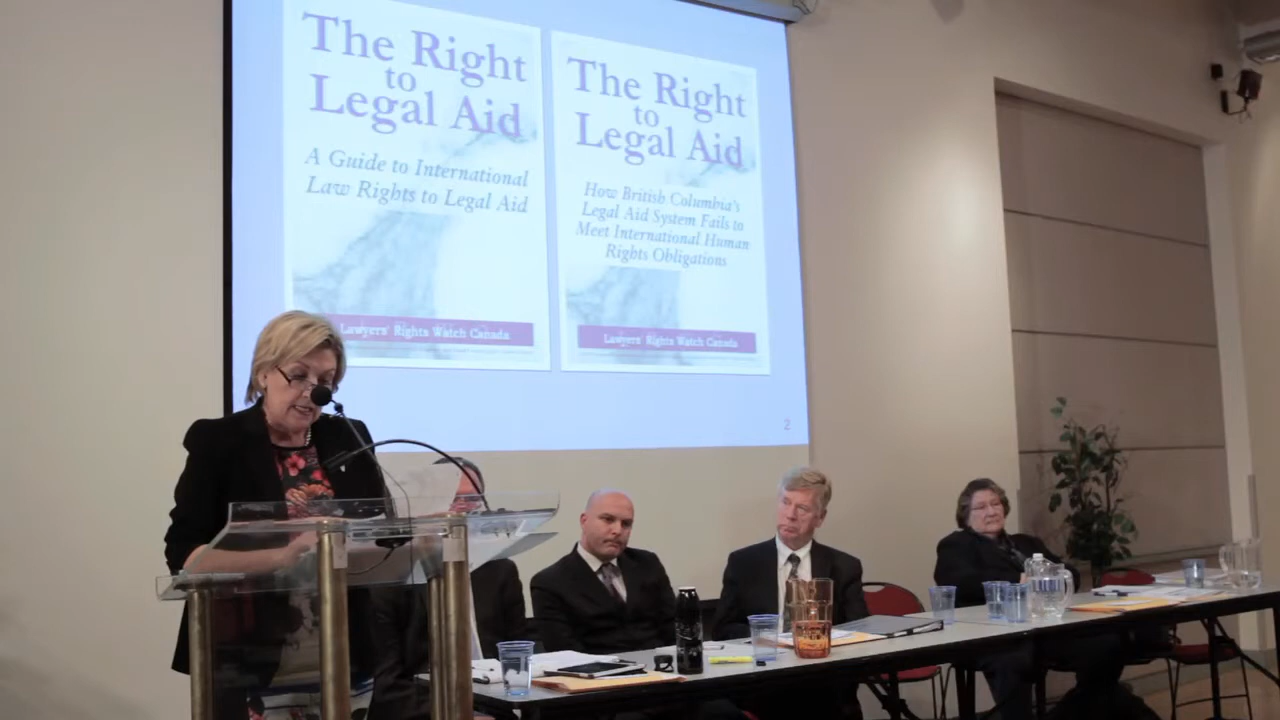 The Right
to
Legal Aid
A Guide to International
Law Rights to Legal Aid
Lawyers' Rights Watch Canada
The Right
to
Legal Aid
How British Columbia's
Legal Aid System Fails to
Meet International Human
Rights Obligations
Lawyers' Rights Watch Canada
2